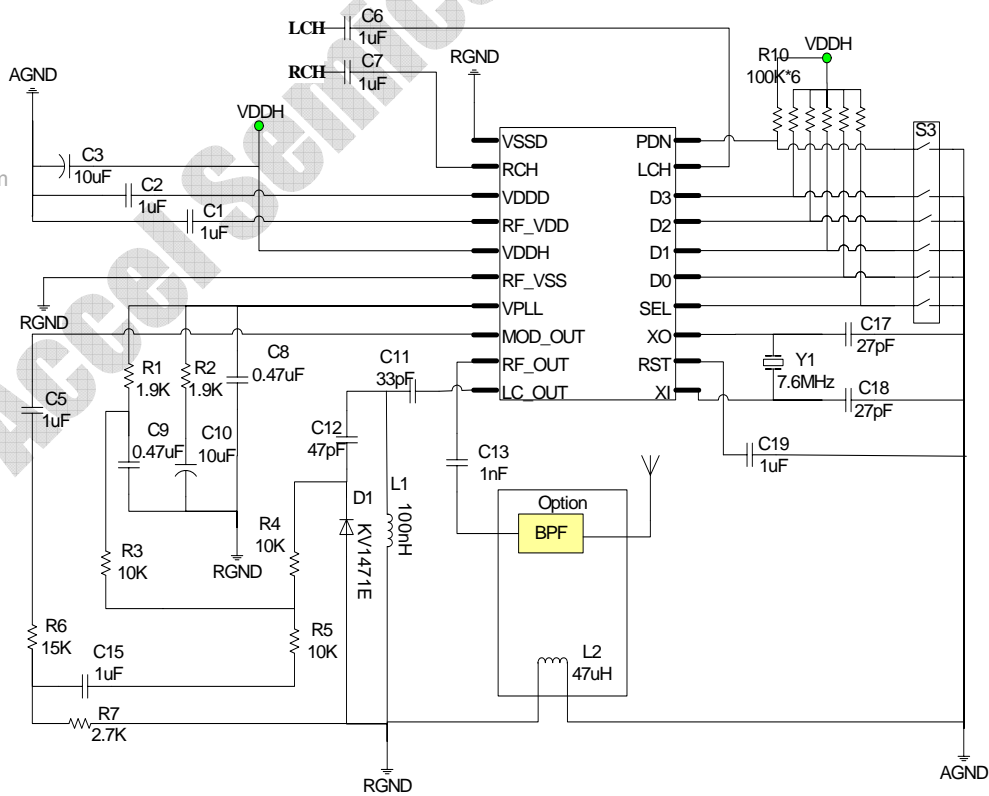 Accel Semic
m
LCH
C6
1uF
RCH
C7
1uF
RGND
R10
100K*6
VDDH
AGND
VDDH
S3
C3
10uF
C2
1uF
C1
1uF
VSSD
RCH
VDDD
RF_VDD
VDDH
RF_VSS
VPLL
MOD_OUT
RF_OUT
LC_OUT
PDN
LCH
D3
D2
D1
D0
SEL
XO
RST
XI
RGND
C17
27pF
Y1
7.6MHz
C18
27pF
C19
1uF
R1
1.9K
R2
1.9K
C8
0.47uF
C11
33pF
C5
1uF
C9
0.47uF
C10
10uF
C12
47pF
C13
1nF
D1
KV1471E
L1
100nH
Option
BPF
R3
10K
RGND
R4
10K
R5
10K
R6
15K
C15
1uF
L2
47uH
R7
2.7K
RGND
AGND